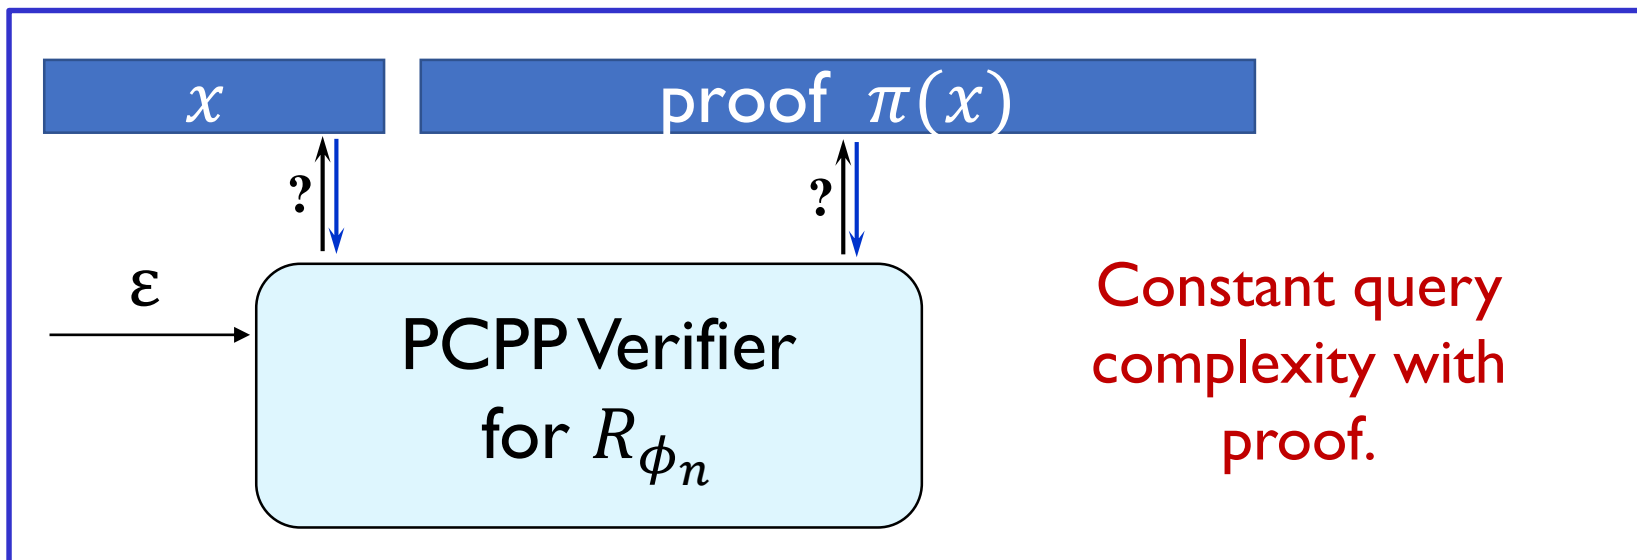 x
proof π(x)
?
?
ε
PCPP Verifier
for R_{ϕ_n}
Constant query
complexity with
proof.